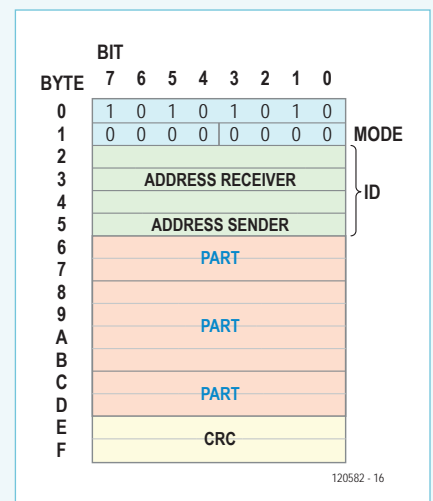 BIT
BYTE 7 6 5 4 3 2 1 0
0 1 0 1 0 1 0 1 0
1 0 0 0 0 0 0 0 0 MODE
2
3 ADDRESS RECEIVER ID
4
5 ADDRESS SENDER
6
PART
7
8
9
PART
A
B
C
PART
D
E
CRC
F
120582 - 16